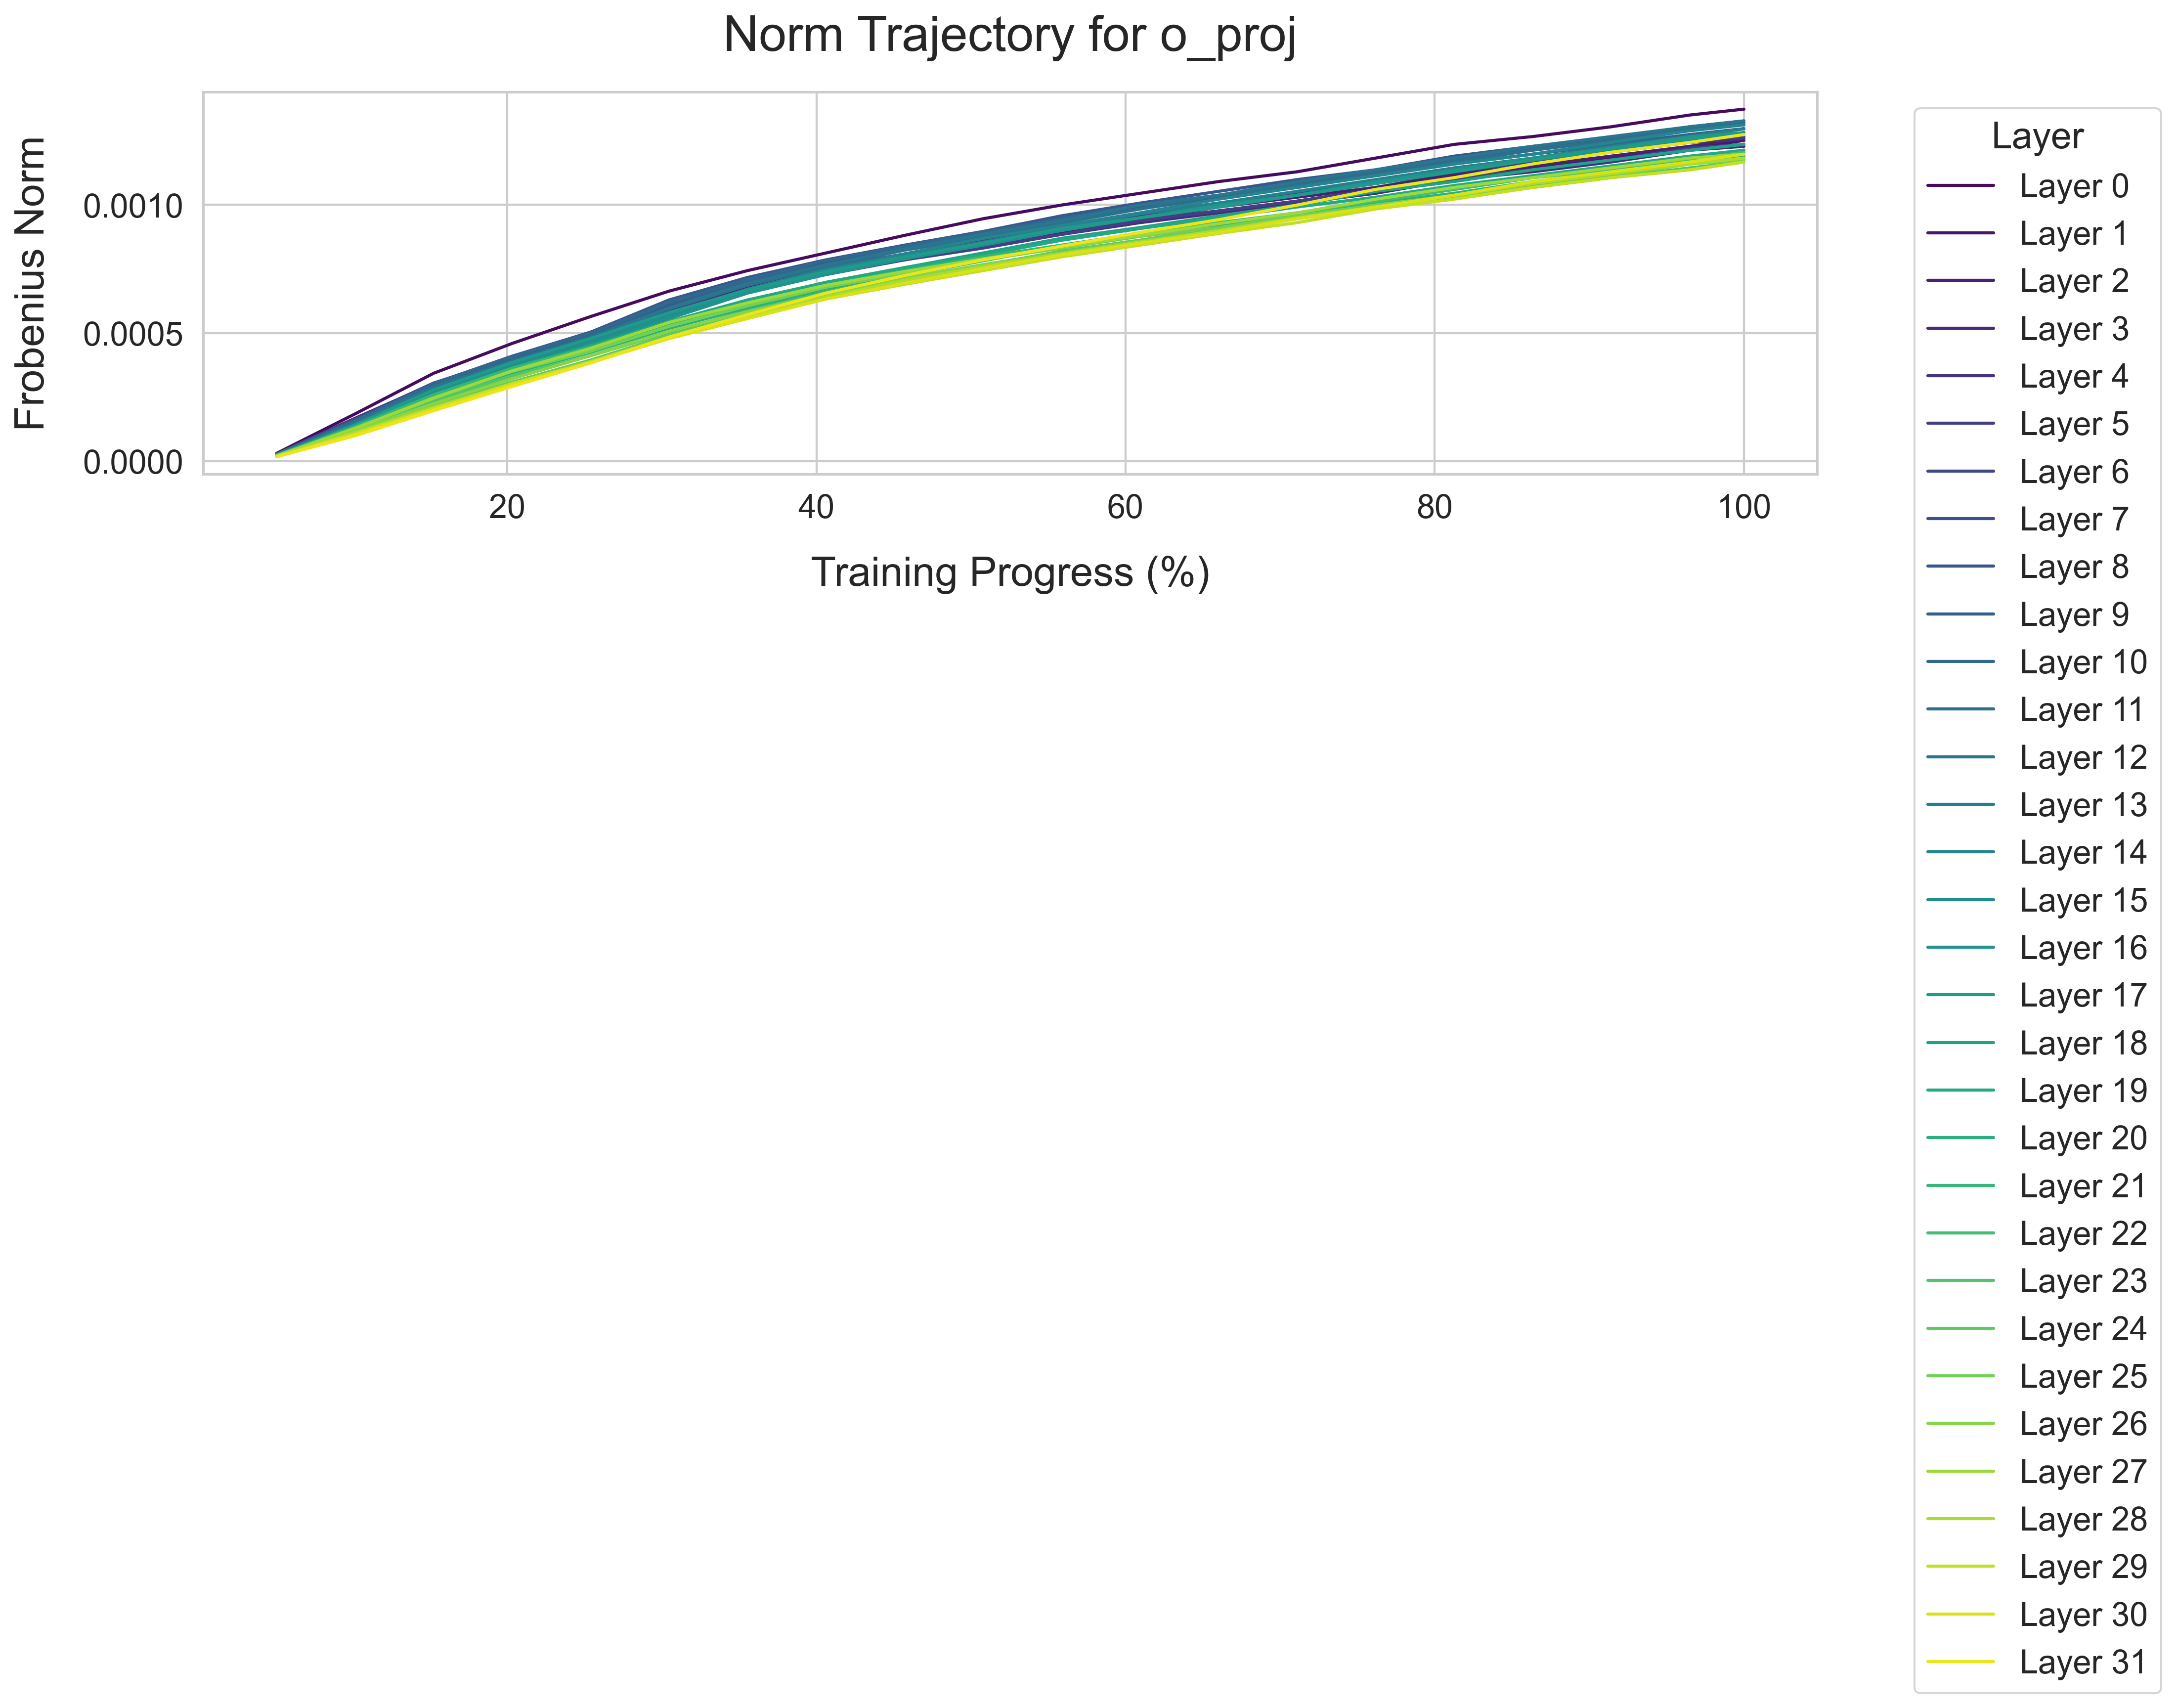 Norm Trajectory for o_proj
Frobenius Norm
0.0010
0.0005
0.0000
20 40 60 80 100
Training Progress (%)
Layer
Layer 0
Layer 1
Layer 2
Layer 3
Layer 4
Layer 5
Layer 6
Layer 7
Layer 8
Layer 9
Layer 10
Layer 11
Layer 12
Layer 13
Layer 14
Layer 15
Layer 16
Layer 17
Layer 18
Layer 19
Layer 20
Layer 21
Layer 22
Layer 23
Layer 24
Layer 25
Layer 26
Layer 27
Layer 28
Layer 29
Layer 30
Layer 31